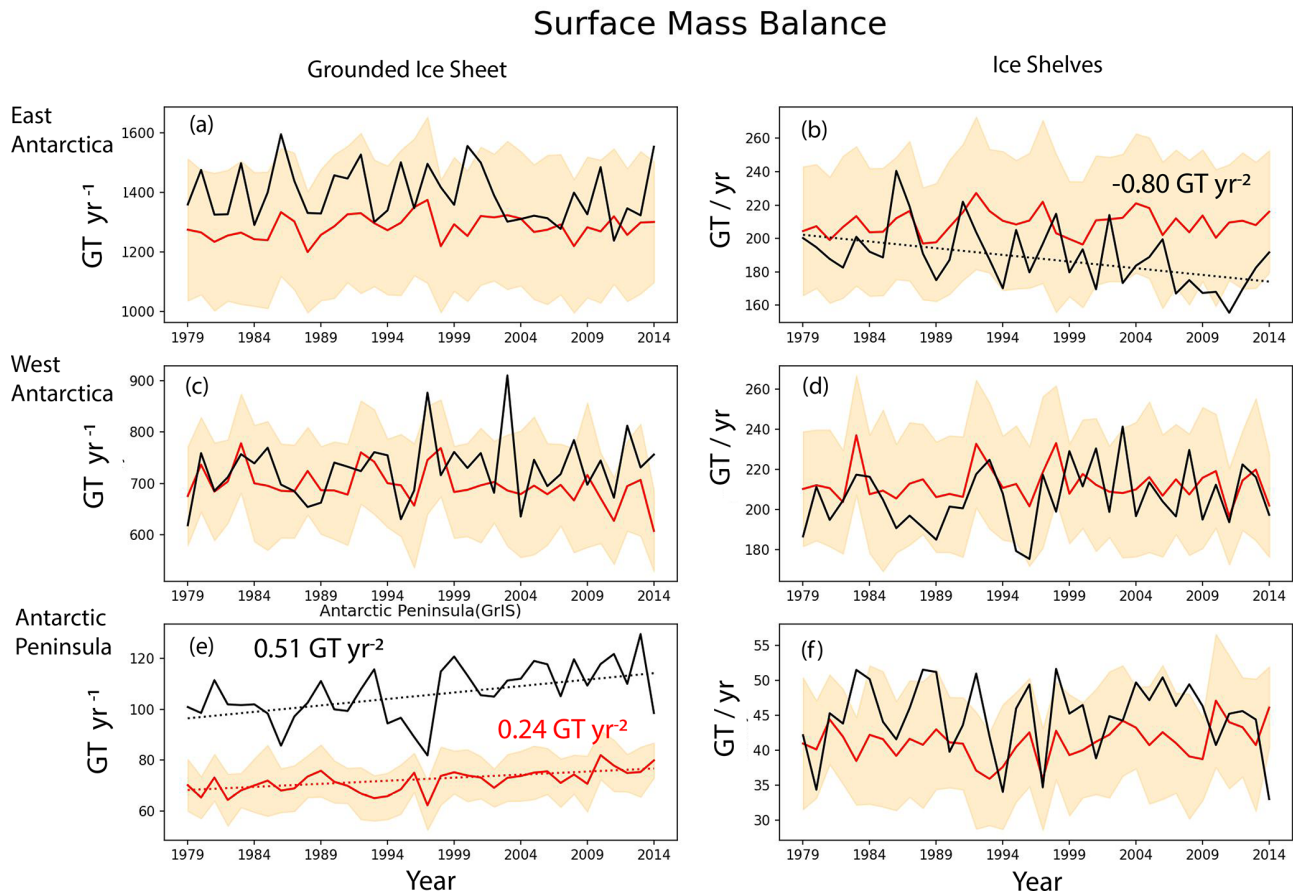 Surface Mass Balance
Grounded Ice Sheet
Ice Shelves
East
Antarctica
GT yr⁻¹
(a)
1600
1400
1200
1000
1979 1984 1989 1994 1999 2004 2009 2014
GT / yr
(b)
-0.80 GT yr⁻²
260
240
220
200
180
160
1979 1984 1989 1994 1999 2004 2009 2014
West
Antarctica
GT yr⁻¹
(c)
900
800
700
600
1979 1984 1989 1994 1999 2004 2009 2014
GT / yr
(d)
260
240
220
200
180
1979 1984 1989 1994 1999 2004 2009 2014
Antarctic Peninsula(GrIS)
Antarctic
Peninsula
GT yr⁻¹
(e)
0.51 GT yr⁻²
0.24 GT yr⁻²
120
100
80
60
1979 1984 1989 1994 1999 2004 2009 2014
Year
GT / yr
(f)
55
50
45
40
35
30
1979 1984 1989 1994 1999 2004 2009 2014
Year